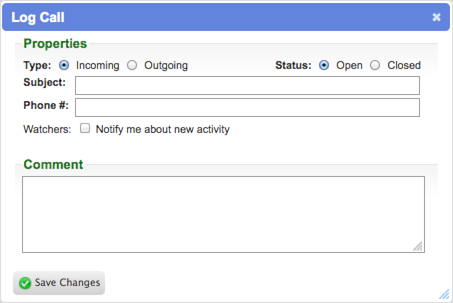 Log Call
Properties
Type: Incoming Outgoing Status: Open Closed
Subject:
Phone #:
Watchers: Notify me about new activity
Comment
Save Changes